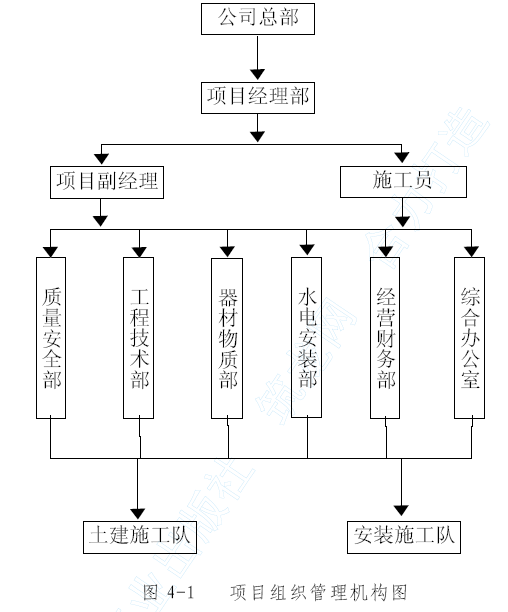 公司总部
项目经理部
项目副经理
施工员
质量安全部
工程技术部
器材物质部
水电安装部
经营财务部
综合办公室
土建施工队
安装施工队
图 4-1 项目组织管理机构图